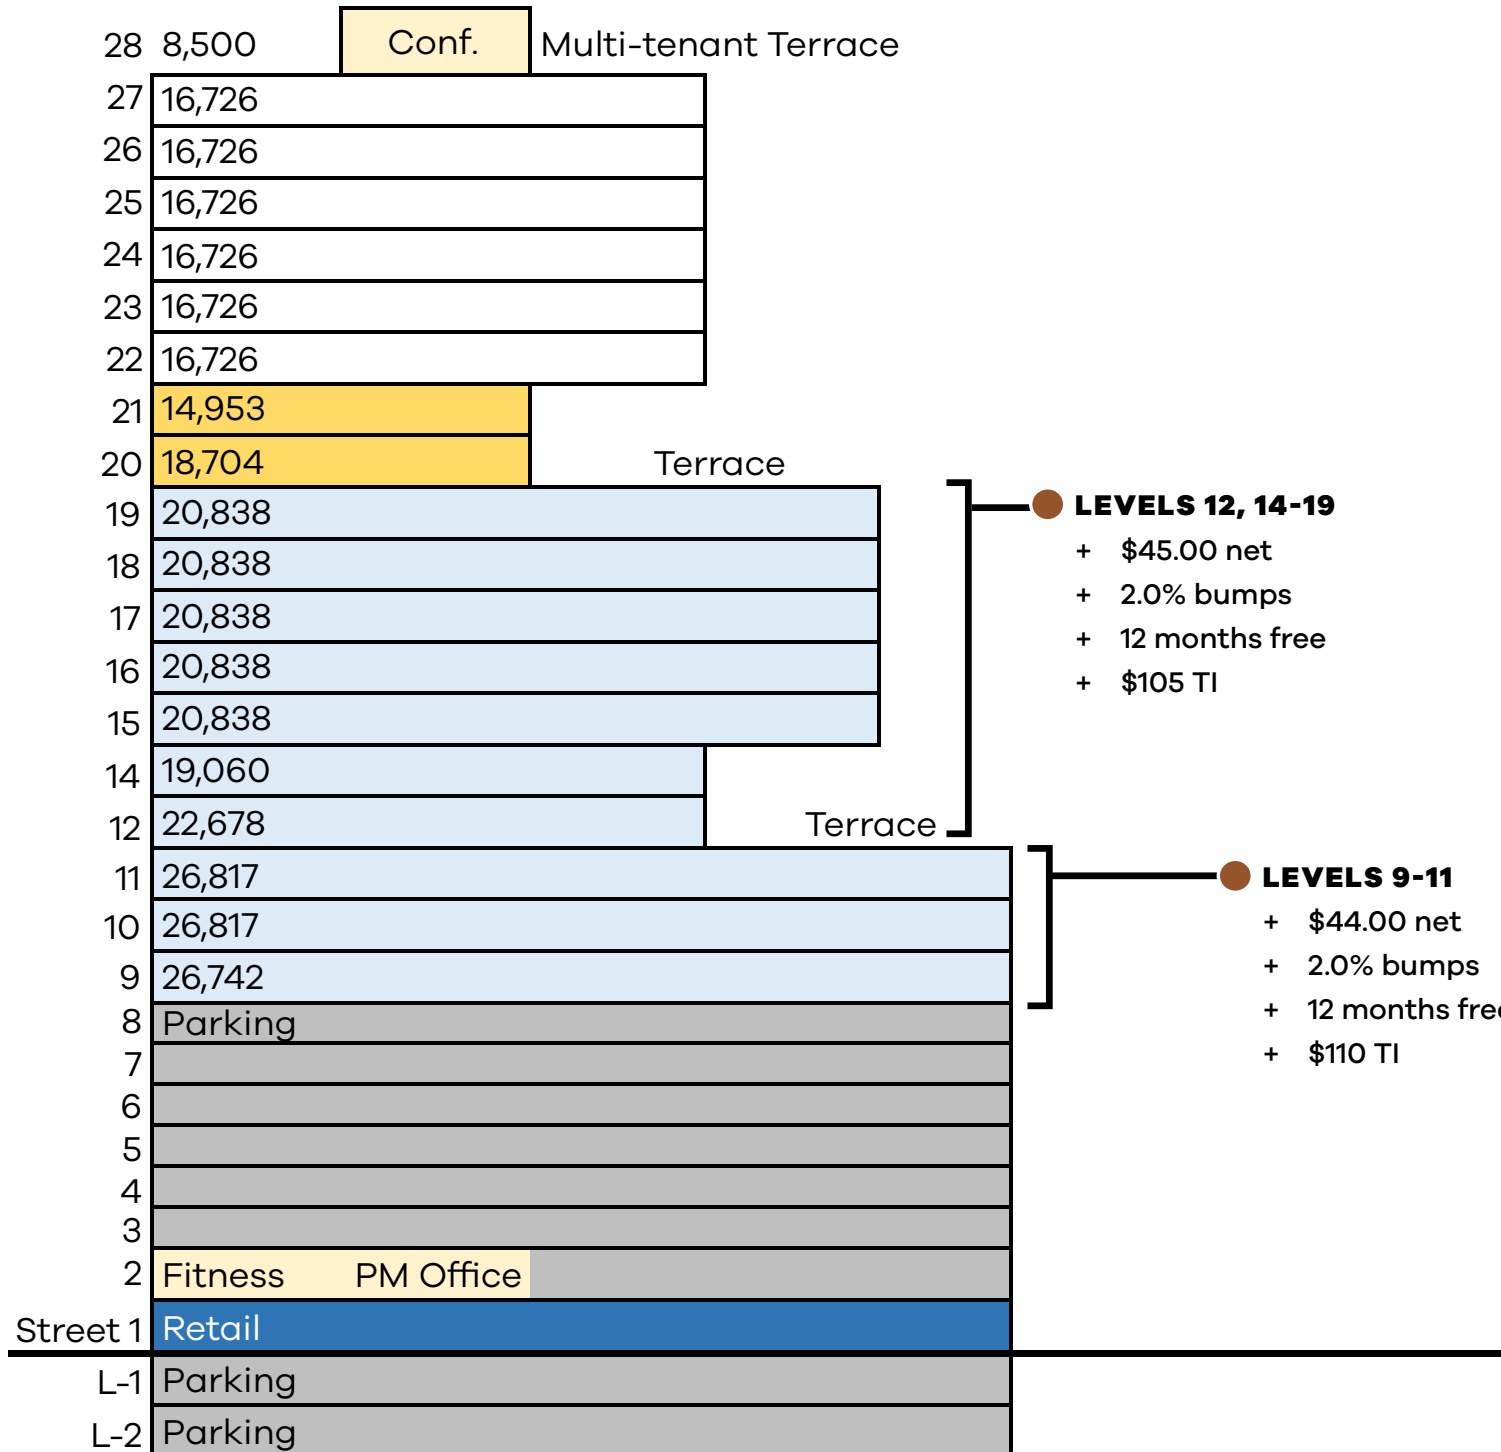 28 8,500 Conf. Multi-tenant Terrace
27 16,726
26 16,726
25 16,726
24 16,726
23 16,726
22 16,726
21 14,953
20 18,704 Terrace
19 20,838
18 20,838
17 20,838
16 20,838
15 20,838
14 19,060
12 22,678 Terrace
11 26,817
10 26,817
9 26,742
8 Parking
7
6
5
4
3
2 Fitness PM Office
Street 1 Retail
L-1 Parking
L-2 Parking
LEVELS 12, 14-19
+ $45.00 net
+ 2.0% bumps
+ 12 months free
+ $105 TI
LEVELS 9-11
+ $44.00 net
+ 2.0% bumps
+ 12 months free
+ $110 TI